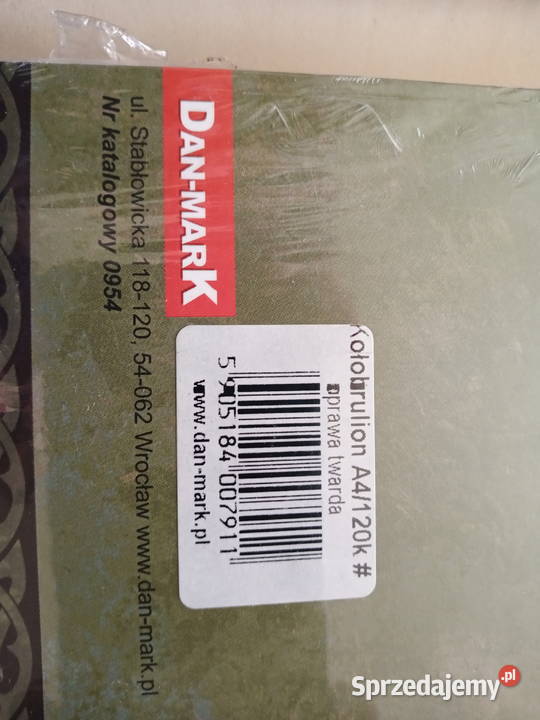 DAN-MARK
ul. Stabłowicka 118-120, 54-062 Wrocław www.dan-mark.pl
Nr katalogowy 0954
Kołobrulion A4/120k #
oprawa twarda
5 905184 007911
www.dan-mark.pl
Sprzedajemy.pl